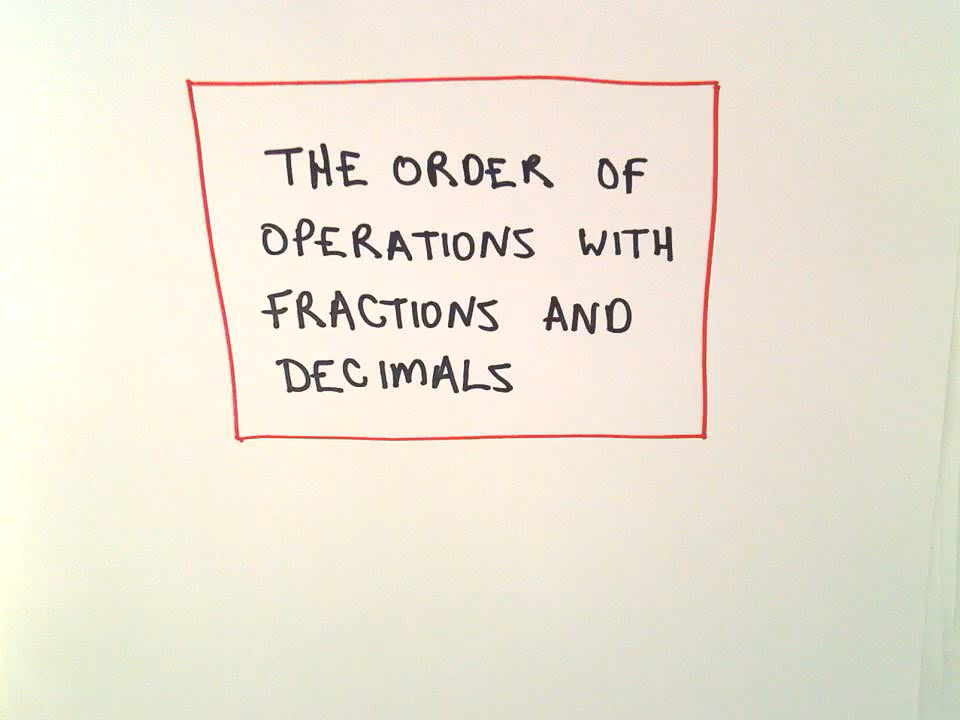 THE ORDER OF
OPERATIONS WITH
FRACTIONS AND
DECIMALS